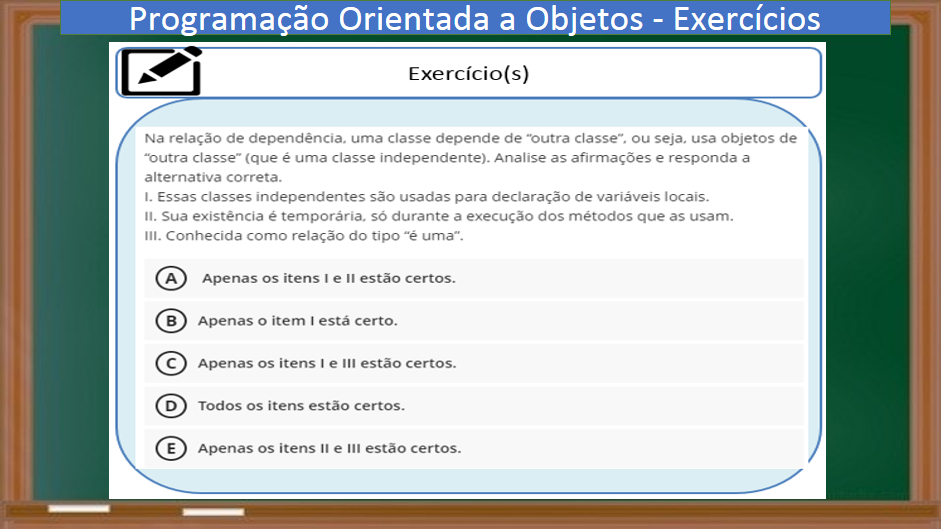 Programação Orientada a Objetos - Exercícios
Exercício(s)
Na relação de dependência, uma classe depende de “outra classe”, ou seja, usa objetos de
“outra classe” (que é uma classe independente). Analise as afirmações e responda a
alternativa correta.
I. Essas classes independentes são usadas para declaração de variáveis locais.
II. Sua existência é temporária, só durante a execução dos métodos que as usam.
III. Conhecida como relação do tipo “é uma”.
A Apenas os itens I e II estão certos.
B Apenas o item I está certo.
C Apenas os itens I e III estão certos.
D Todos os itens estão certos.
E Apenas os itens II e III estão certos.